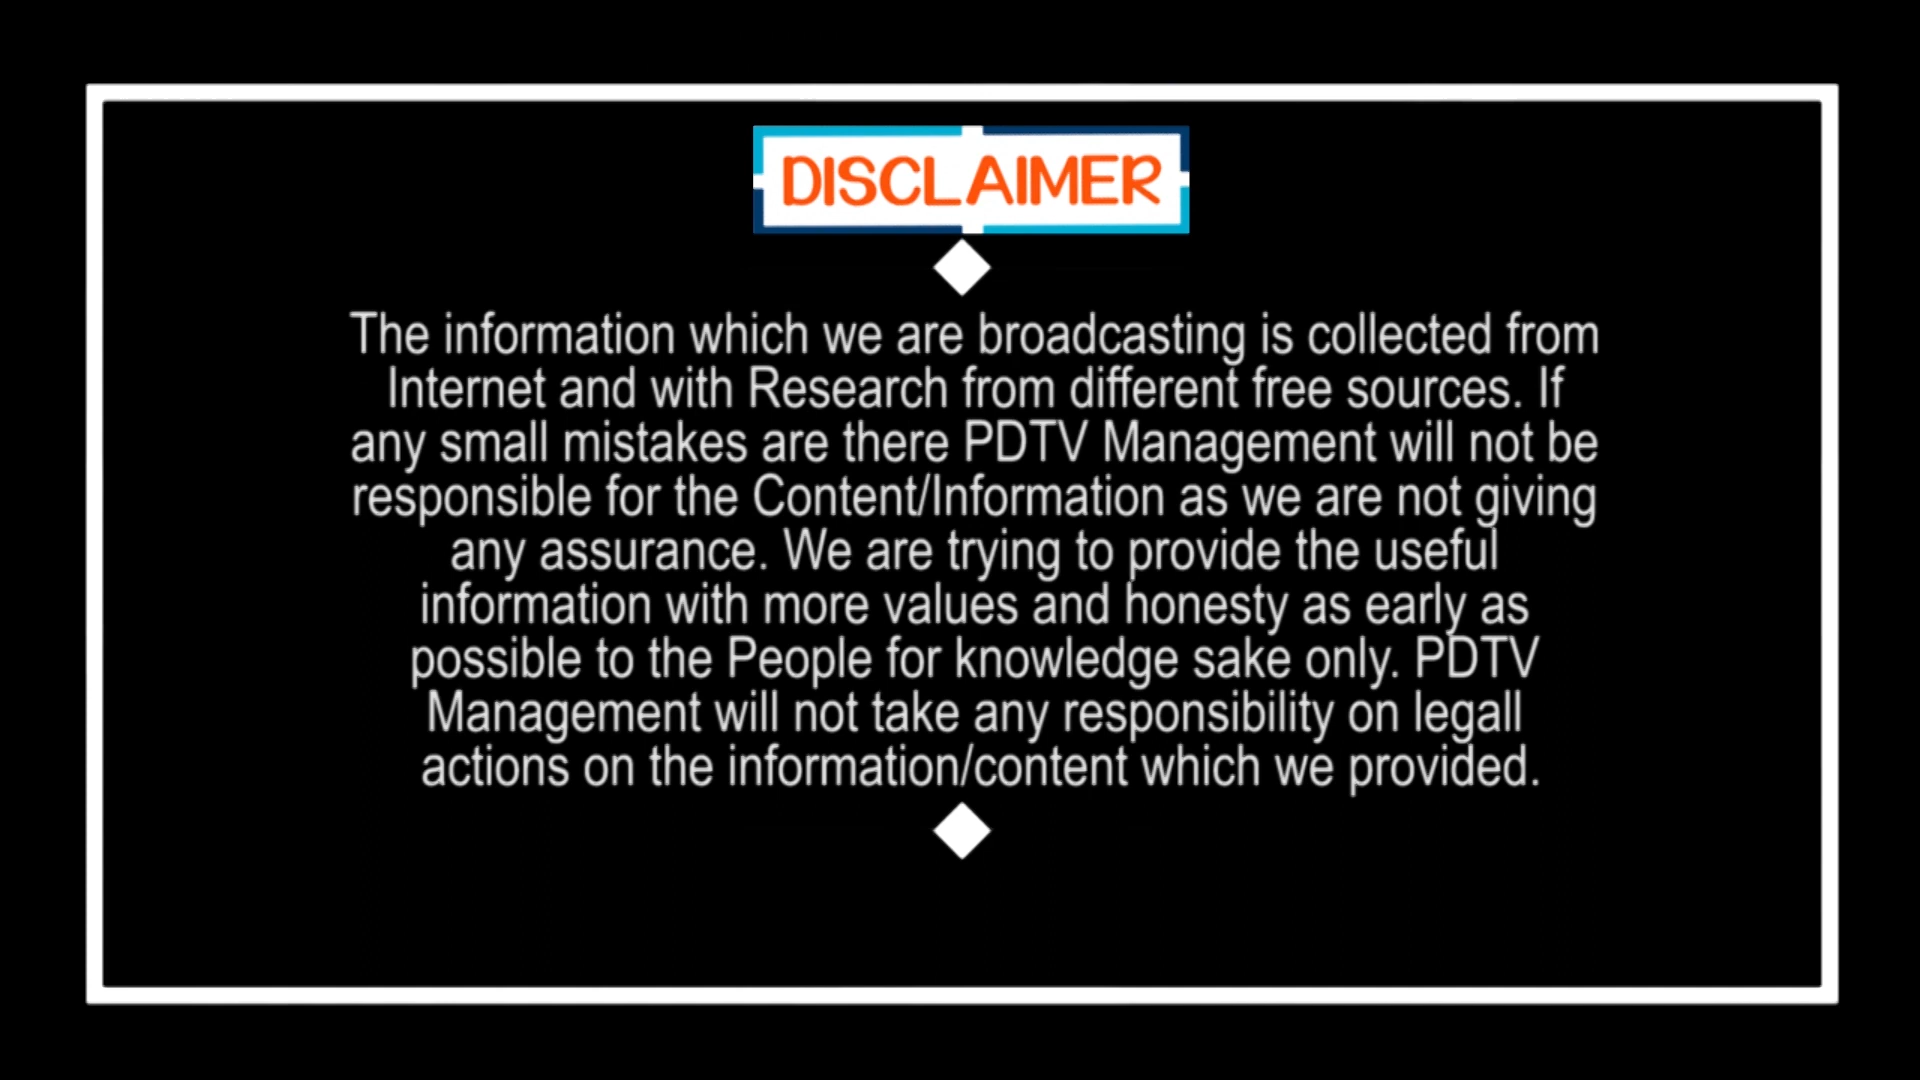 DISCLAIMER
The information which we are broadcasting is collected from
Internet and with Research from different free sources. If
any small mistakes are there PDTV Management will not be
responsible for the Content/Information as we are not giving
any assurance. We are trying to provide the useful
information with more values and honesty as early as
possible to the People for knowledge sake only. PDTV
Management will not take any responsibility on legall
actions on the information/content which we provided.